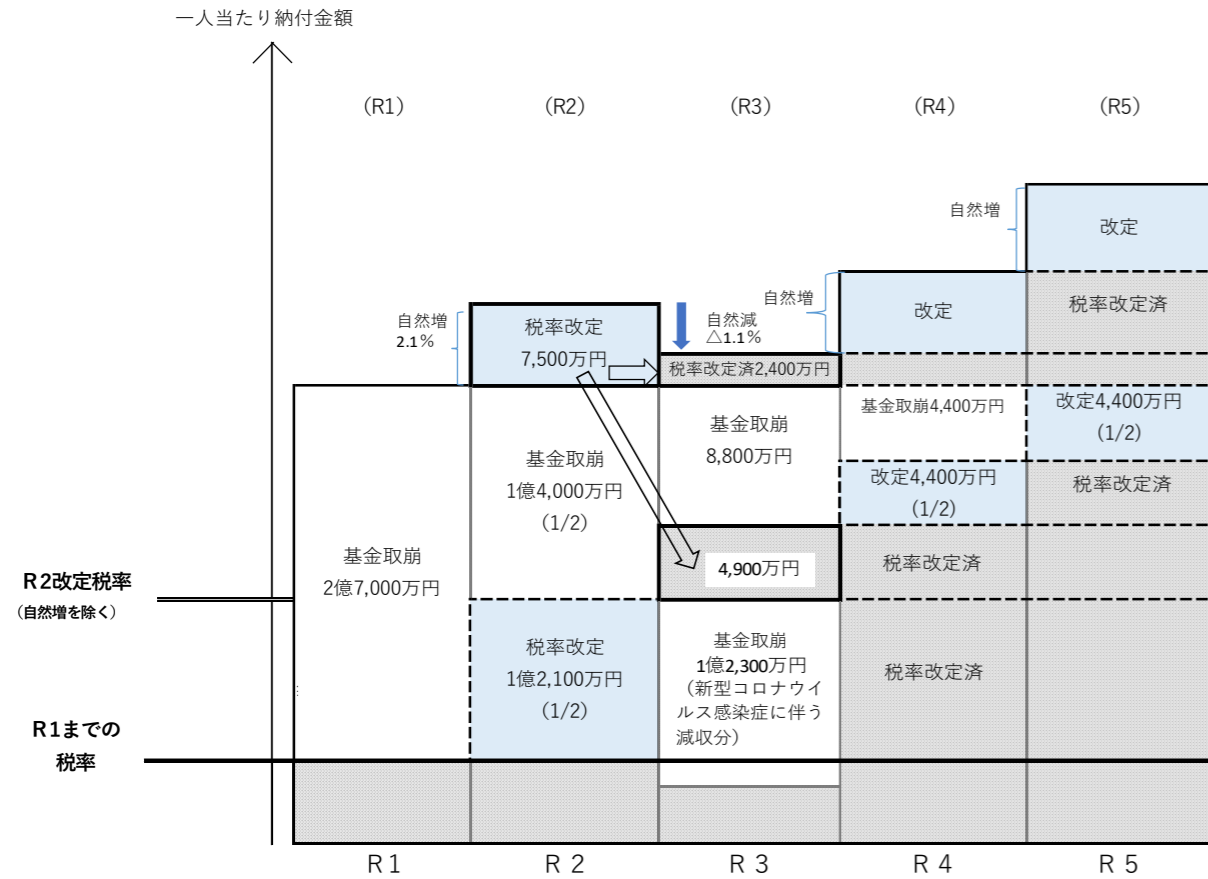 一人当たり納付金額
(R1)
(R2)
(R3)
(R4)
(R5)
自然増
改定
自然増
改定
税率改定済
自然増
2.1％
税率改定
7,500万円
自然減
△1.1％
税率改定済2,400万円
基金取崩
2億7,000万円
基金取崩
1億4,000万円
(1/2)
基金取崩
8,800万円
基金取崩4,400万円
改定4,400万円
(1/2)
改定4,400万円
(1/2)
税率改定済
4,900万円
税率改定済
R２改定税率
（自然増を除く）
税率改定
1億2,100万円
(1/2)
基金取崩
1億2,300万円
（新型コロナウイ
ルス感染症に伴う
減収分）
税率改定済
R１までの
税率
R１
R ２
R ３
R ４
R ５